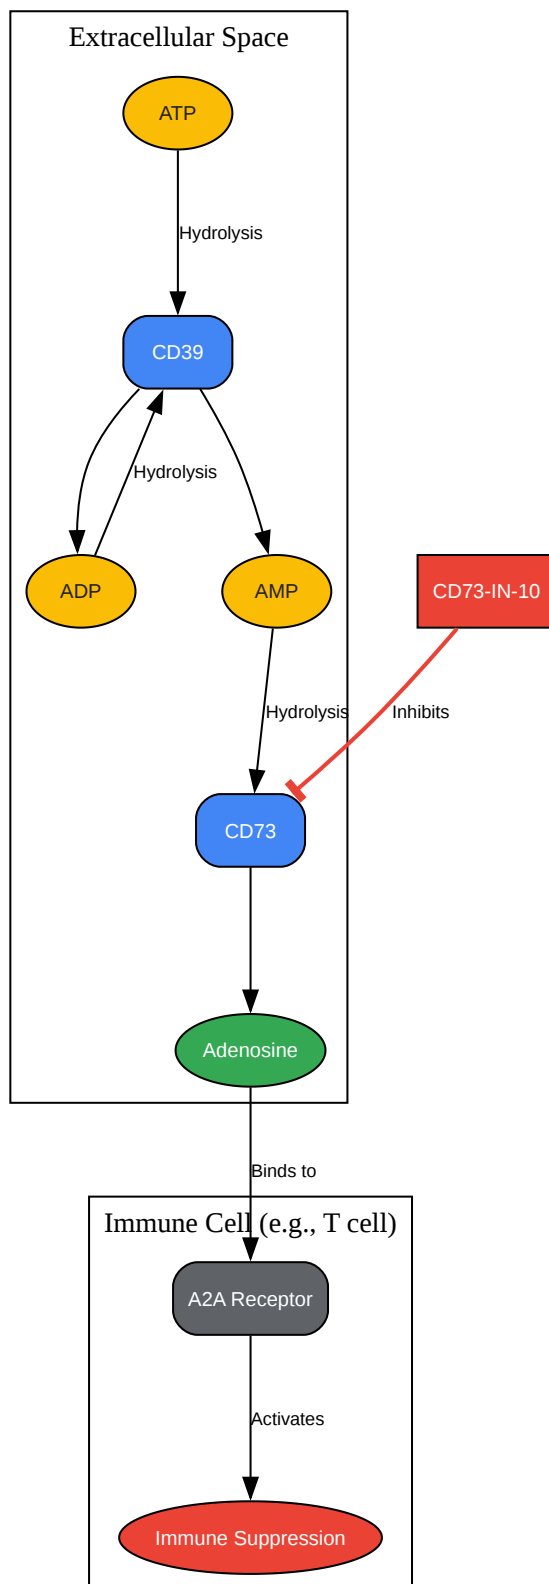 Extracellular Space
ATP
Hydrolysis
CD39
Hydrolysis
ADP
AMP
CD73-IN-10
Hydrolysis
Inhibits
CD73
Adenosine
Binds to
Immune Cell (e.g., T cell)
A2A Receptor
Activates
Immune Suppression